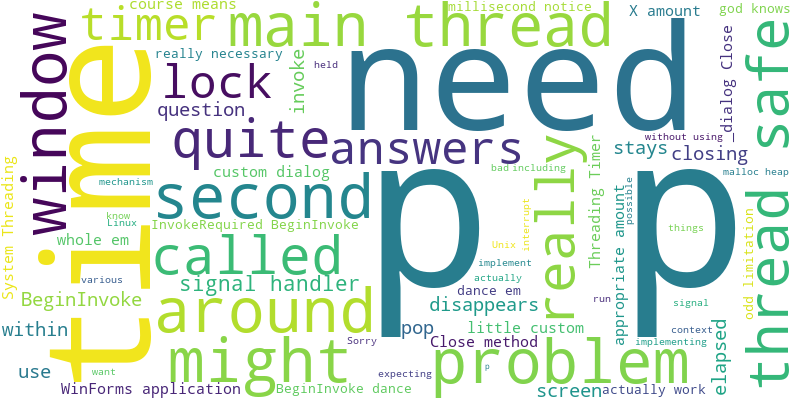 course means
millisecond notice
X amount
god knows
timer
main thread
need
really necessary
held
window
lock
invoke
question
_dialog Close
without using
quite
answers
really
stays
closing
thread safe
time
System Threading
mechanism
custom dialog
bad
including
malloc heap
second
p p
Threading Timer
appropriate amount
possible
know
Linux
InvokeRequired BeginInvoke
interrupt
things
odd limitation
whole em
called
Unix
implement
various
signal handler
actually
dance em
run
signal
BeginInvoke
around
disappears
within
pop
little custom
context
use
Sorry
Close method
implementing
elapsed
might
problem
want
expecting
p
WinForms application
BeginInvoke dance
screen
actually work